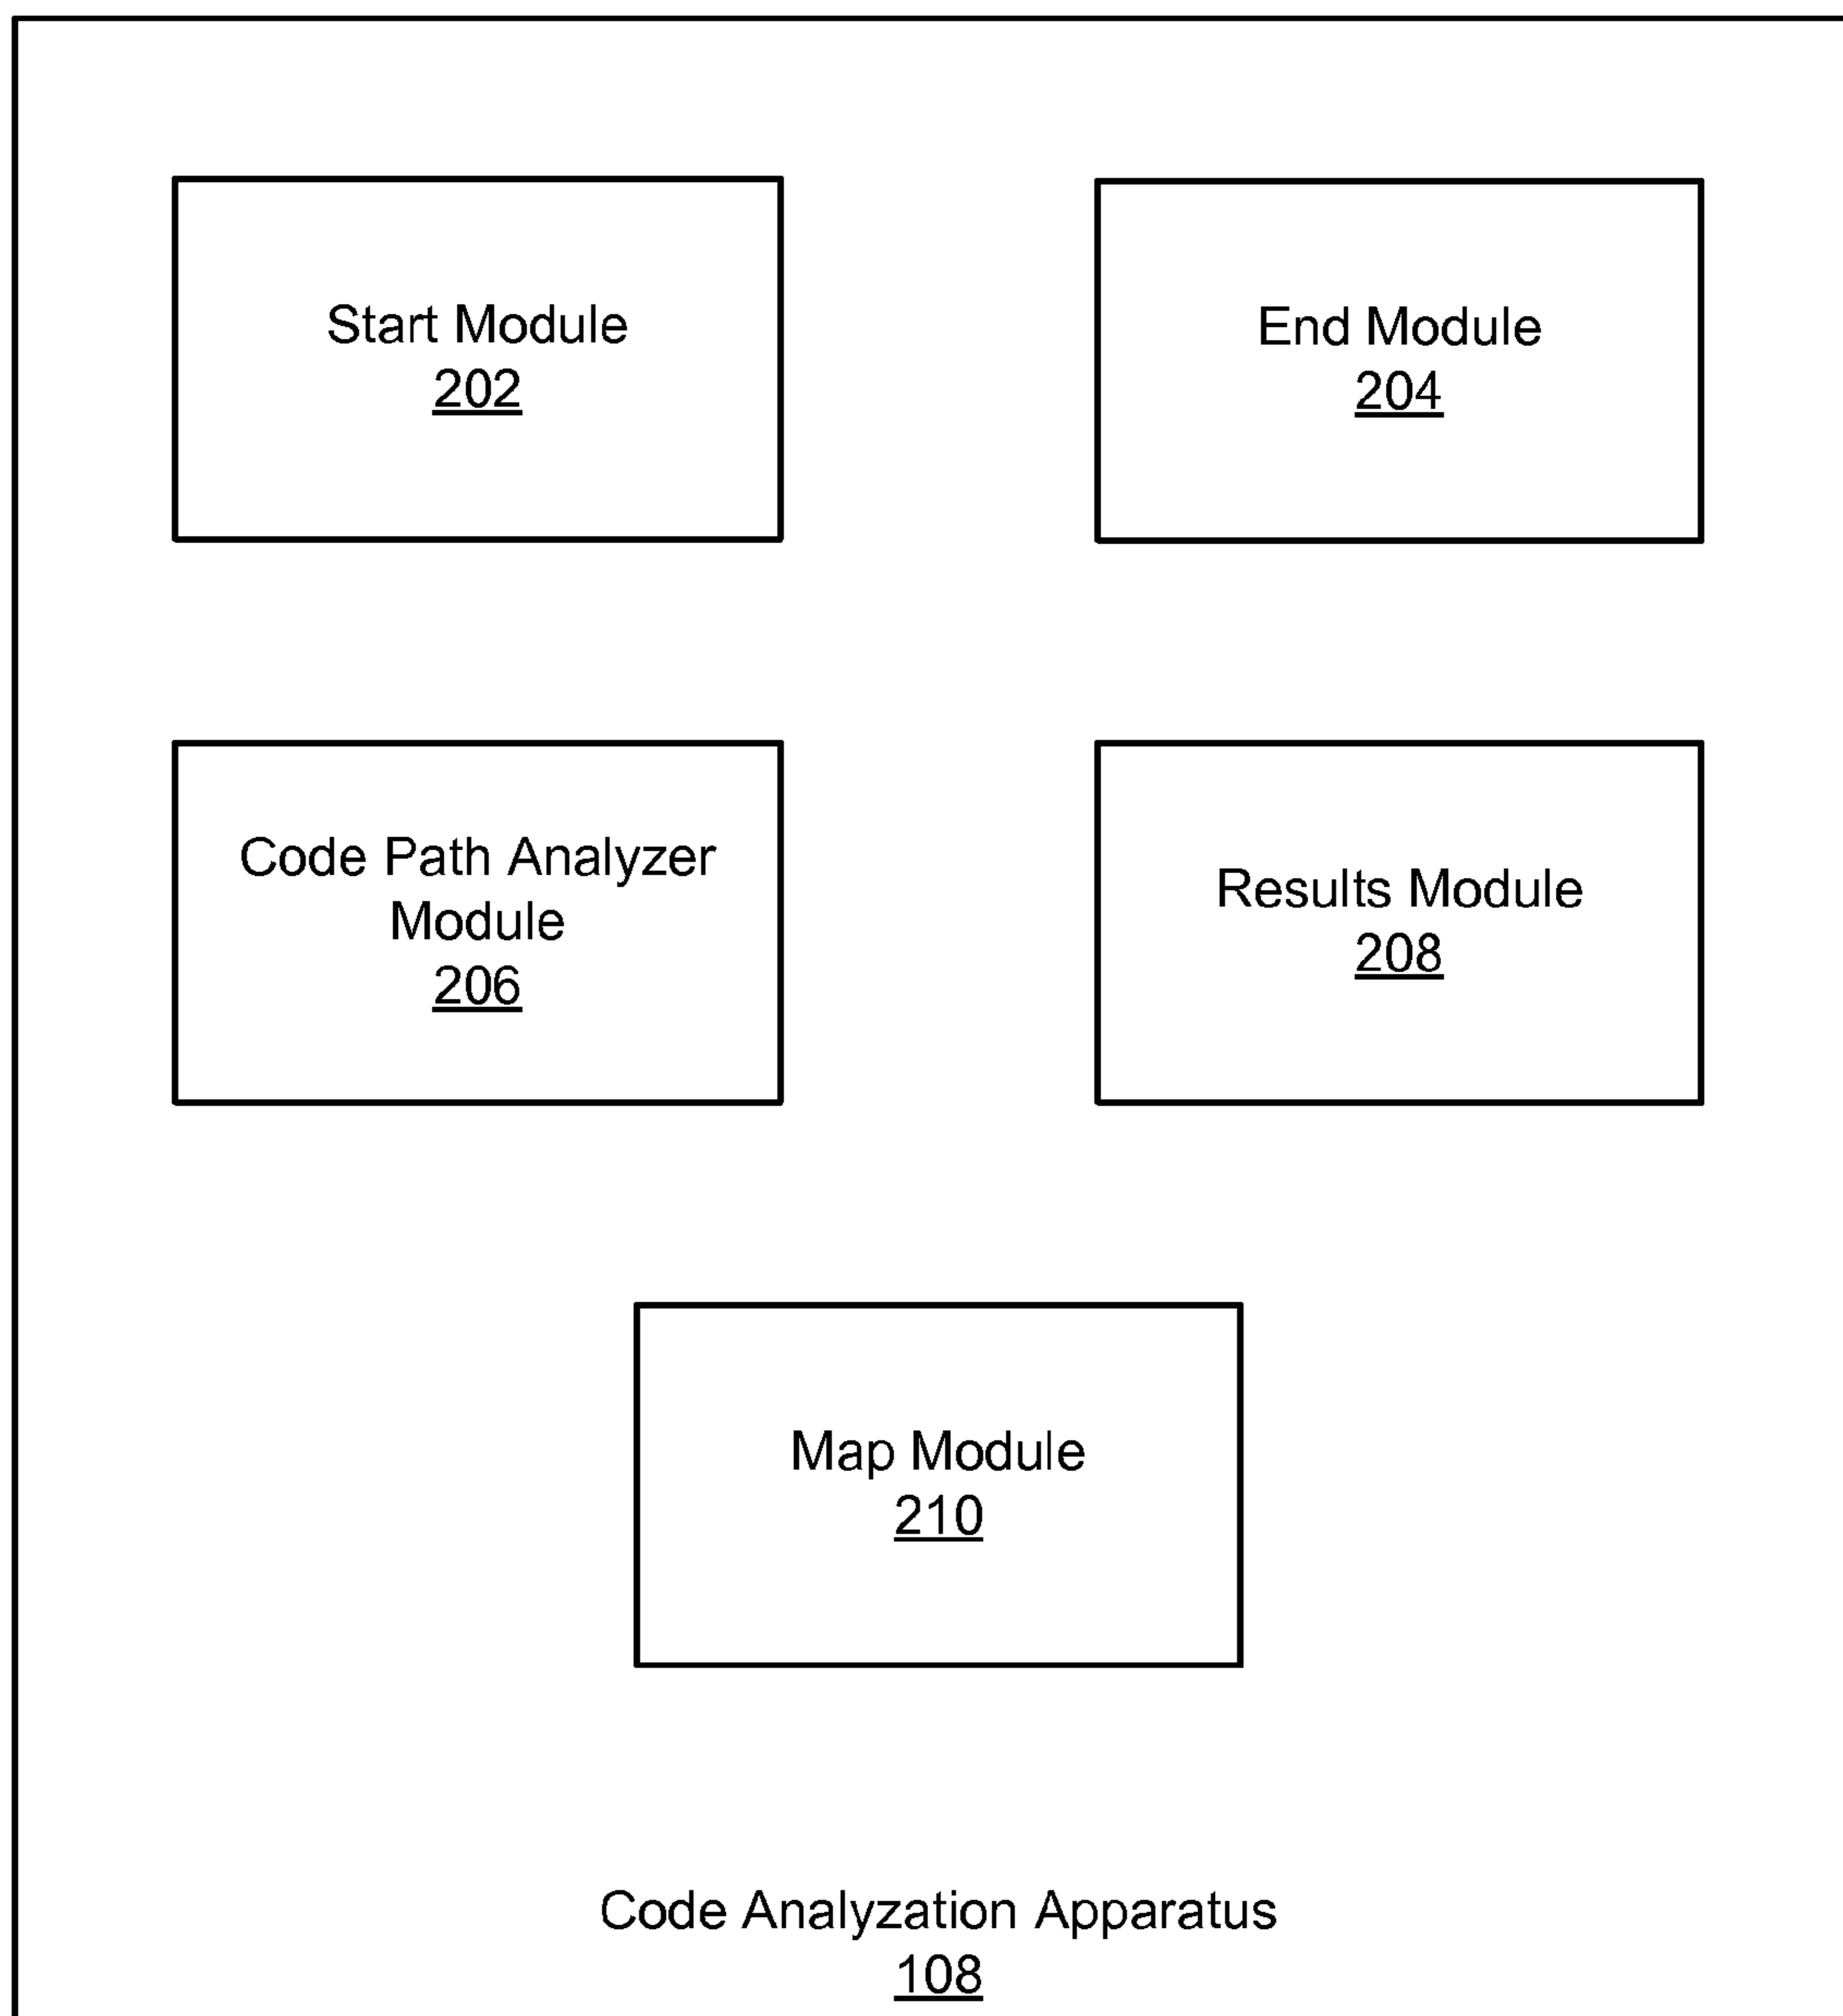 Start Module
202
End Module
204
Code Path Analyzer
Module
206
Results Module
208
Map Module
210
Code Analyzation Apparatus
108